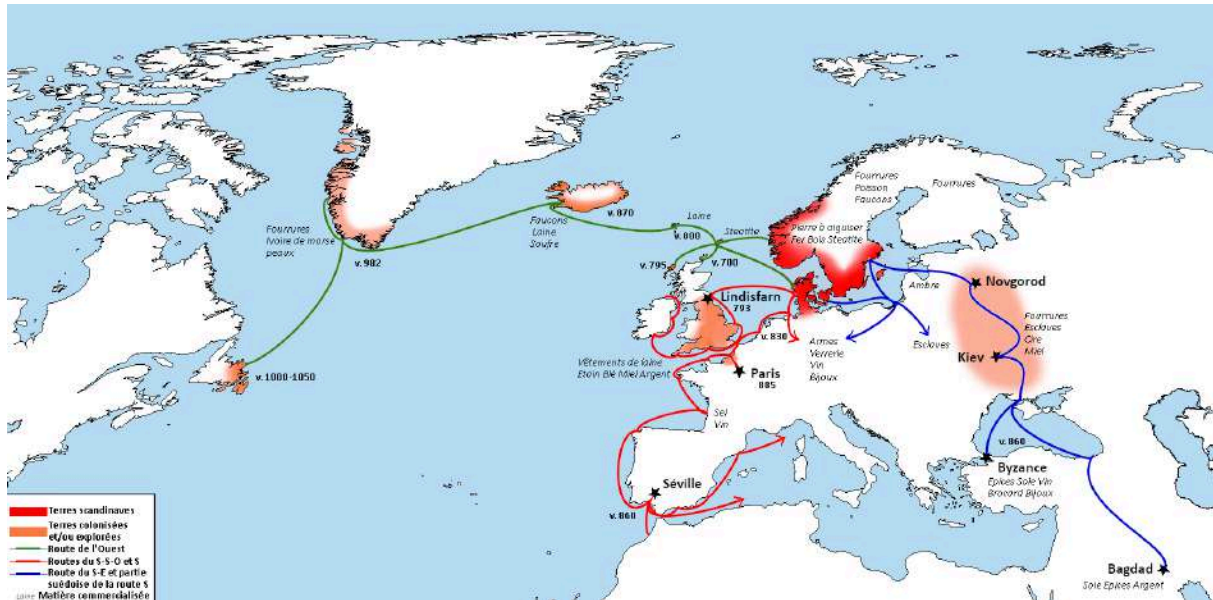 Fourrures
Poisson
Faucons
Fourrures
v.870
Faucons
Laine
Soufre
Laine
v.800
Steatite
v.780
v.795
Pierre à aiguiser
Fer Bois Steatite
Fourrures
Ivoire de morse
peaux
v.982
Lindisfarn
793
Ambre
Novgorod
Fourrures
Esclaves
Cire
Miel
Kiev
v.830
Armes
Verrerie
Vin
Bijoux
Esclaves
Vêtements de laine
Etain Blé Miel Argent
Paris
885
v.1000-1050
Sel
Vin
Séville
v.860
v.860
Byzance
Epices Soie Vin
Brocard Bijoux
Bagdad
Soie Epices Argent
Terres scandinaves
Terres colonisées
et/ou explorées
Route de l'Ouest
Routes du S-S-O et S
Route du S-E et partie
suédoise de la route S
Laine Matière commercialisée